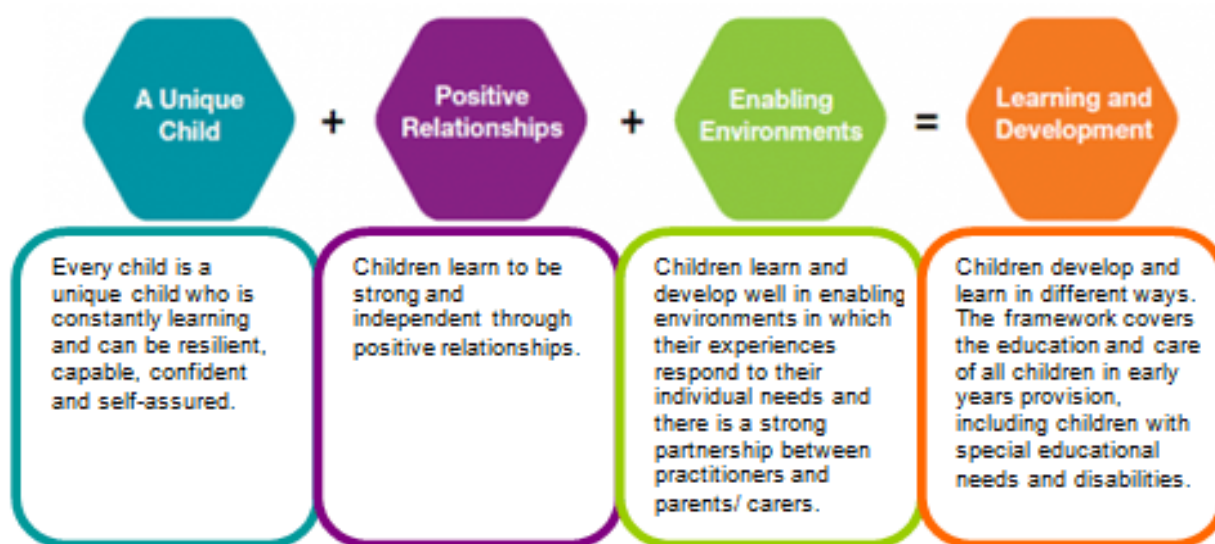 A Unique
Child
+
Positive
Relationships
+
Enabling
Environments
=
Learning and
Development
Every child is a
unique child who is
constantly learning
and can be resilient,
capable, confident
and self-assured.
Children learn to be
strong and
independent through
positive relationships.
Children learn and
develop well in enabling
environments in which
their experiences
respond to their
individual needs and
there is a strong
partnership between
practitioners and
parents/ carers.
Children develop and
learn in different ways.
The framework covers
the education and care
of all children in early
years provision,
including children with
special educational
needs and disabilities.